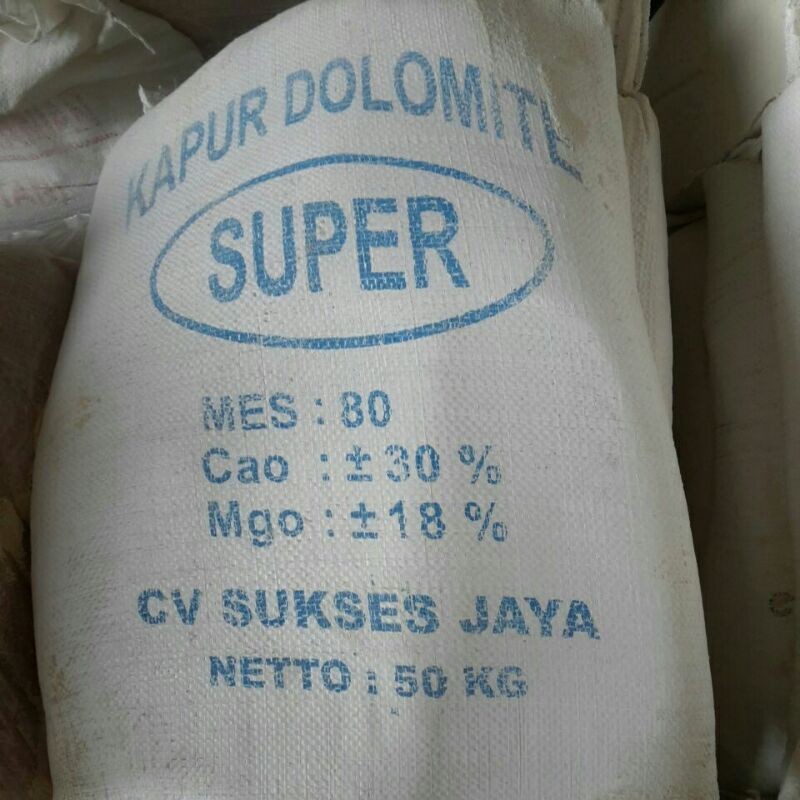 KAPUR DOLOMITE
SUPER
MES : 80
Cao : ± 30 %
Mgo : ± 18 %
CV SUKSES JAYA
NETTO : 50 KG